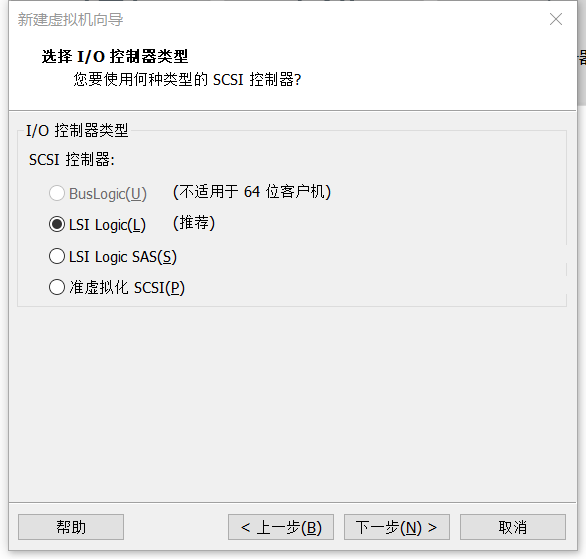 新建虚拟机向导
选择 I/O 控制器类型
您要使用何种类型的 SCSI 控制器?
I/O 控制器类型
SCSI 控制器:
BusLogic(U) (不适用于 64 位客户机)
LSI Logic(L) (推荐)
LSI Logic SAS(S)
准虚拟化 SCSI(P)
帮助 < 上一步(B) 下一步(N) > 取消